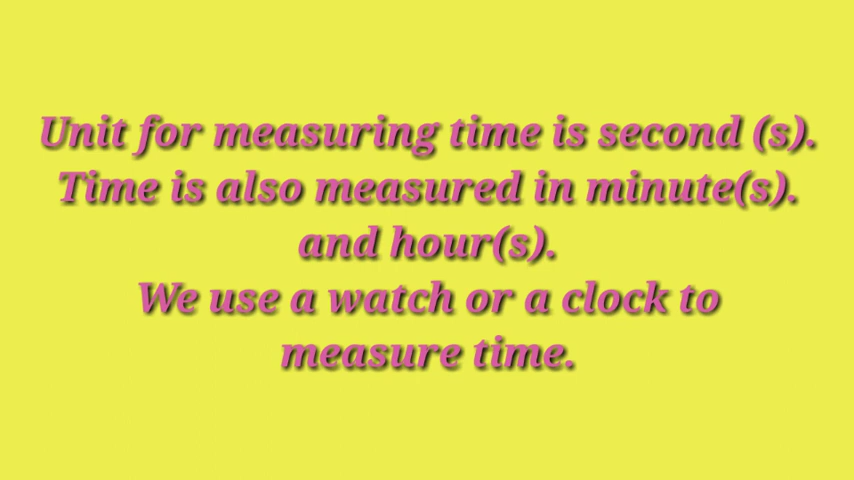 Unit for measuring time is second (s).
Time is also measured in minute(s).
and hour(s).
We use a watch or a clock to
measure time.